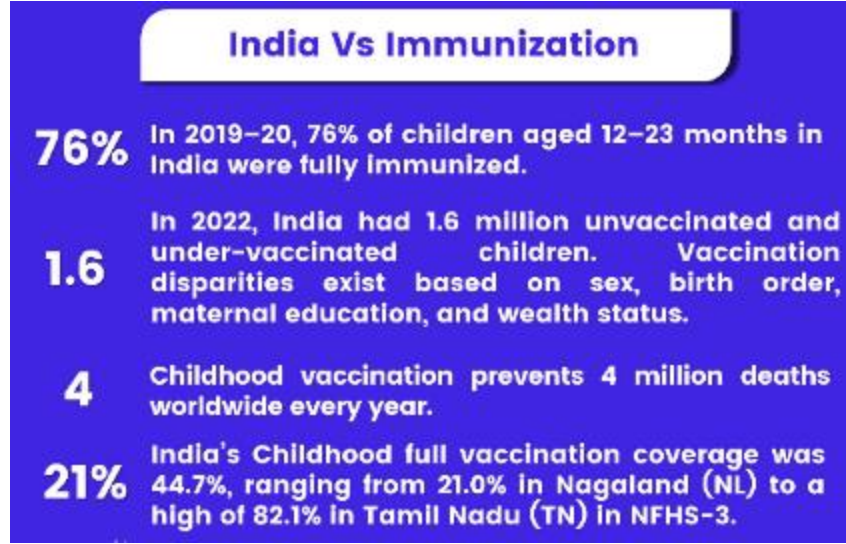 India Vs Immunization
76%
In 2019–20, 76% of children aged 12–23 months in
India were fully immunized.
1.6
In 2022, India had 1.6 million unvaccinated and
under-vaccinated children. Vaccination
disparities exist based on sex, birth order,
maternal education, and wealth status.
4
Childhood vaccination prevents 4 million deaths
worldwide every year.
21%
India's Childhood full vaccination coverage was
44.7%, ranging from 21.0% in Nagaland (NL) to a
high of 82.1% in Tamil Nadu (TN) in NFHS-3.